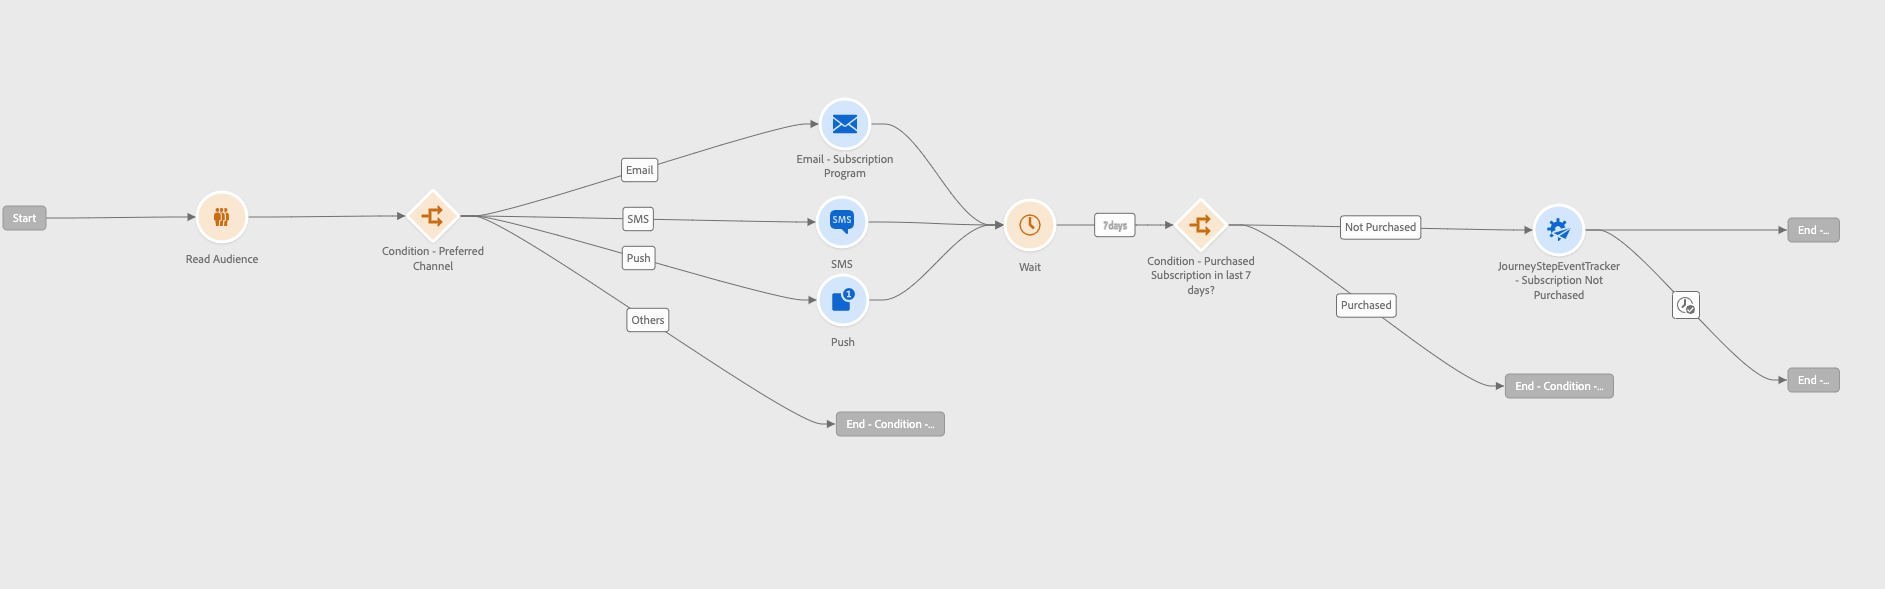 Start
Read Audience
Condition - Preferred
Channel
Email
SMS
Push
Others
Email - Subscription
Program
SMS
SMS
1
Push
End - Condition -...
Wait
7days
Condition - Purchased
Subscription in last 7
days?
Not Purchased
Purchased
JourneyStepEventTracker
- Subscription Not
Purchased
End - Condition -...
End -...
End -...